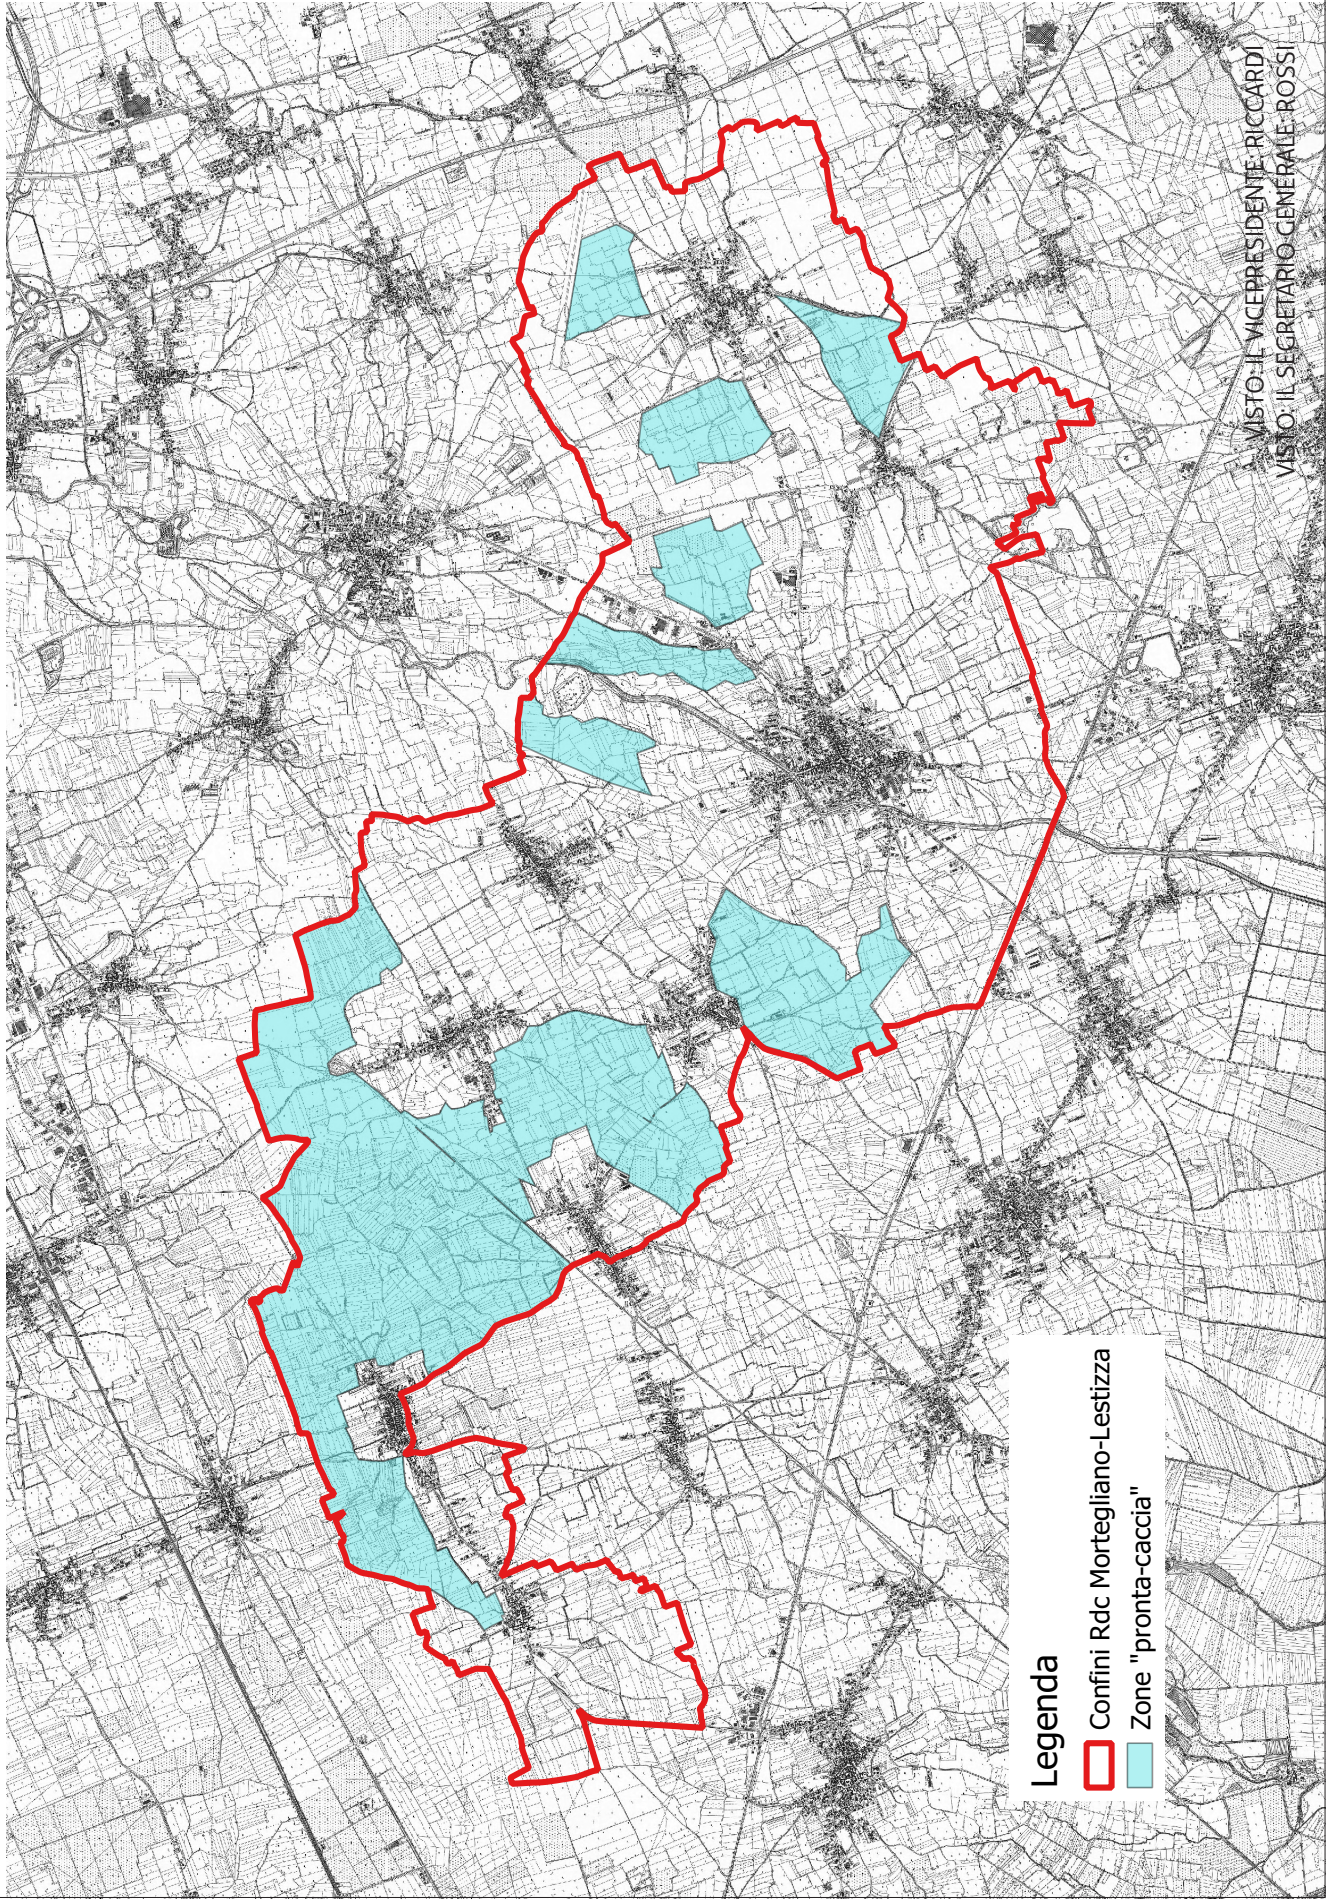 VISTO: IL VICEPRESIDENTE: RICCARDI
VISTO: IL SEGRETARIO GENERALE: ROSSI
Legenda
Confini Rdc Mortegliano-Lestizza
Zone "pronta-caccia"